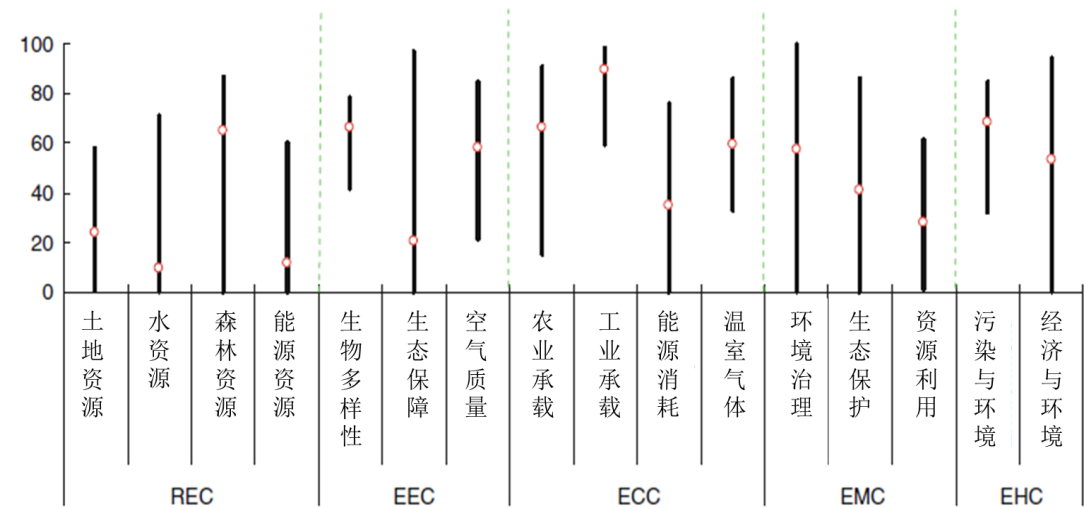 100
80
60
40
20
0
土地资源
水资源
森林资源
能源资源
生物多样性
生态保障
空气质量
农业承载
工业承载
能源消耗
温室气体
环境治理
生态保护
资源利用
污染与环境
经济与环境
REC
EEC
ECC
EMC
EHC